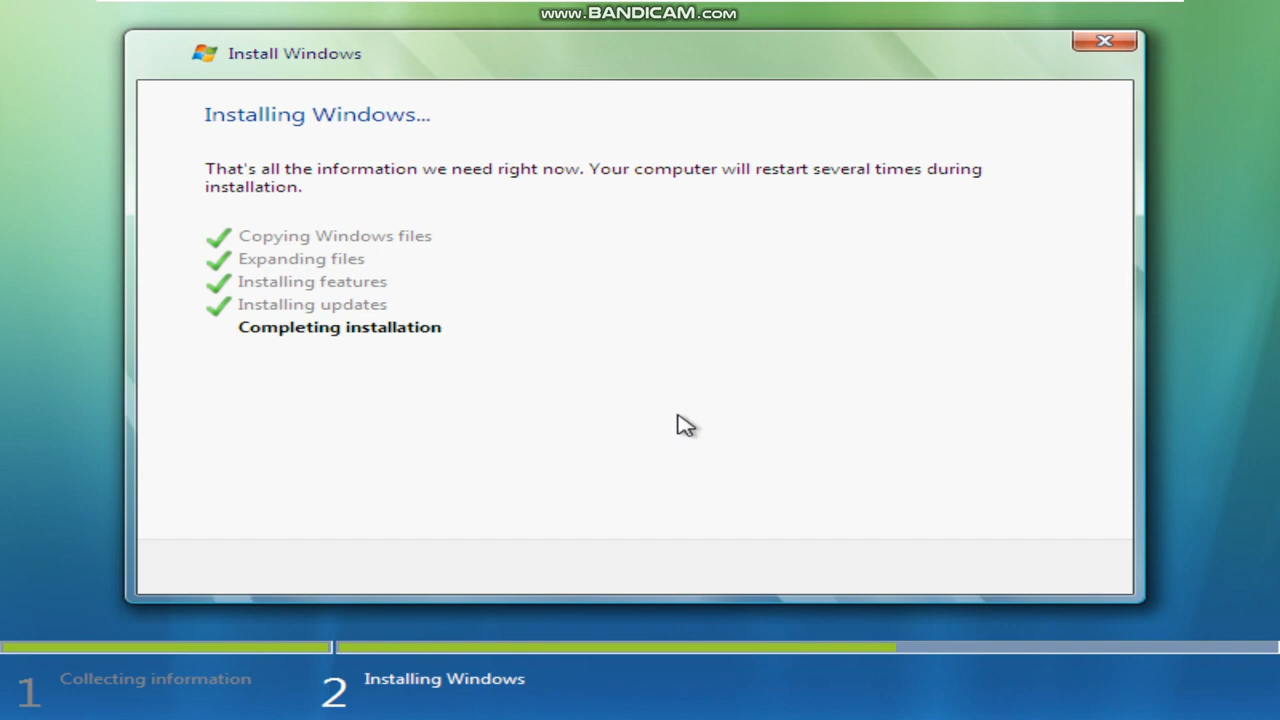 www.BANDICAM.com
Install Windows
Installing Windows...
That's all the information we need right now. Your computer will restart several times during
installation.
Copying Windows files
Expanding files
Installing features
Installing updates
Completing installation
1 Collecting information
2 Installing Windows